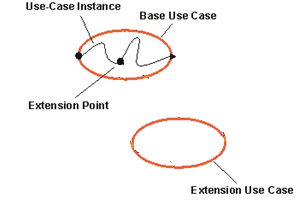 Use-Case Instance
Base Use Case
Extension Point
Extension Use Case